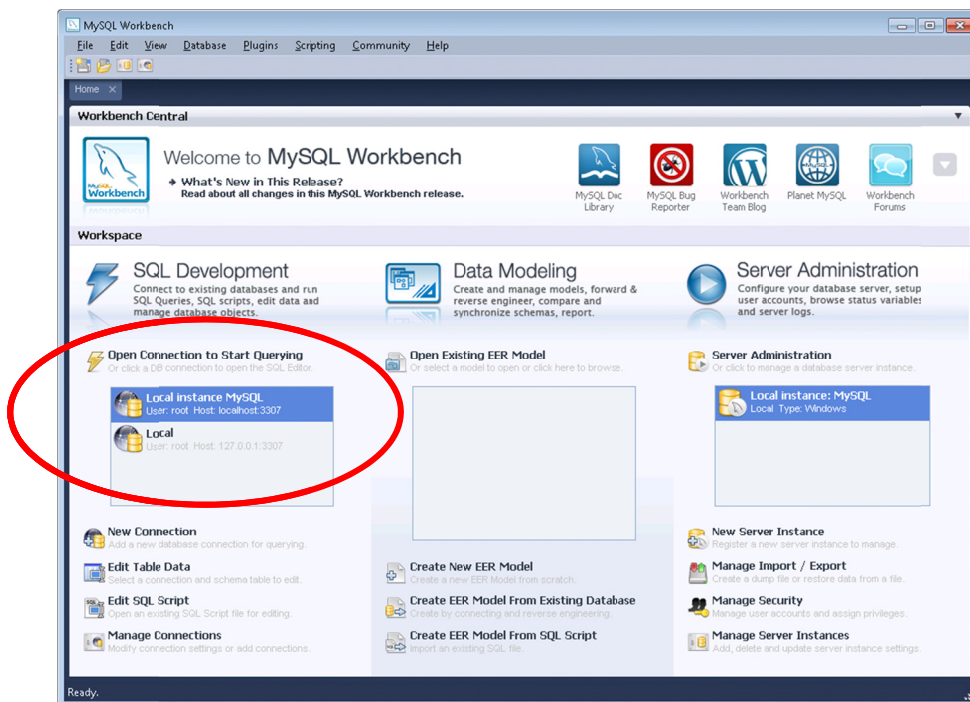 MySQL Workbench
File Edit View Database Plugins Scripting Community Help
Home
Workbench Central
MySQL
Workbench
Welcome to MySQL Workbench
What's New in This Rebase?
Read about all changes in this MySQL Workbench release.
MySQL Doc
Library
MySQL Bug
Reporter
Workbench
Team Blog
MySQL
Planet MySQL
Workbench
Forums
Workspace
SQL Development
Connect to existing databases and run
SQL Queries, SQL scripts, edit data and
manage database objects.
Data Modeling
Create and manage models, forward &
reverse engineer, compare and
synchronize schemas, report.
Server Administration
Configure your database server, setup
user accounts, browse status variables
and server logs.
Open Connection to Start Querying
Or click a DB connection to open the SQL Editor.
Local instance MySQL
User: root Host: localhost:3307
Local
User: root Host: 127.0.0.1:3307
New Connection
Add a new database connection for querying.
Edit Table Data
Select a connection and schema table to edit.
SQL
Edit SQL Script
Open an existing SQL Script file for editing.
Manage Connections
Modify connection settings or add connections.
Open Existing EER Model
Or select a model to open or click here to browse.
Create New EER Model
Create a new EER Model from scratch.
Create EER Model From Existing Database
Create by connecting and reverse engineering.
Create EER Model From SQL Script
Import an existing SQL file.
Server Administration
Or click to manage a database server instance.
Local instance: MySQL
Local Type: Windows
New Server Instance
Register a new server instance to manage.
Manage Import / Export
Create a dump file or restore data from a file.
Manage Security
Manage user accounts and assign privileges.
Manage Server Instances
Add, delete and update server instance settings.
Ready.